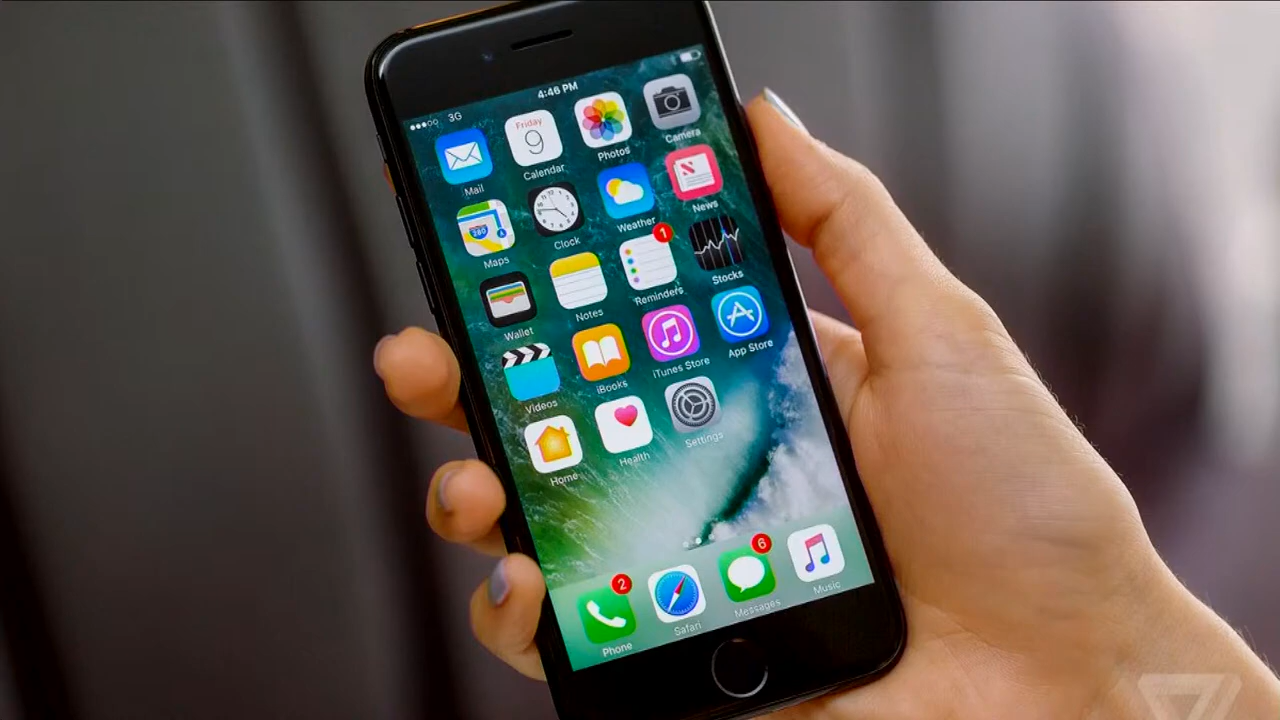 3G
4:46 PM
Mail
Friday
9
Calendar
Photos
Camera
280
Maps
Clock
Weather
News
Wallet
Notes
1
Reminders
Stocks
Videos
iBooks
iTunes Store
App Store
Home
Health
Settings
2
Phone
Safari
6
Messages
Music